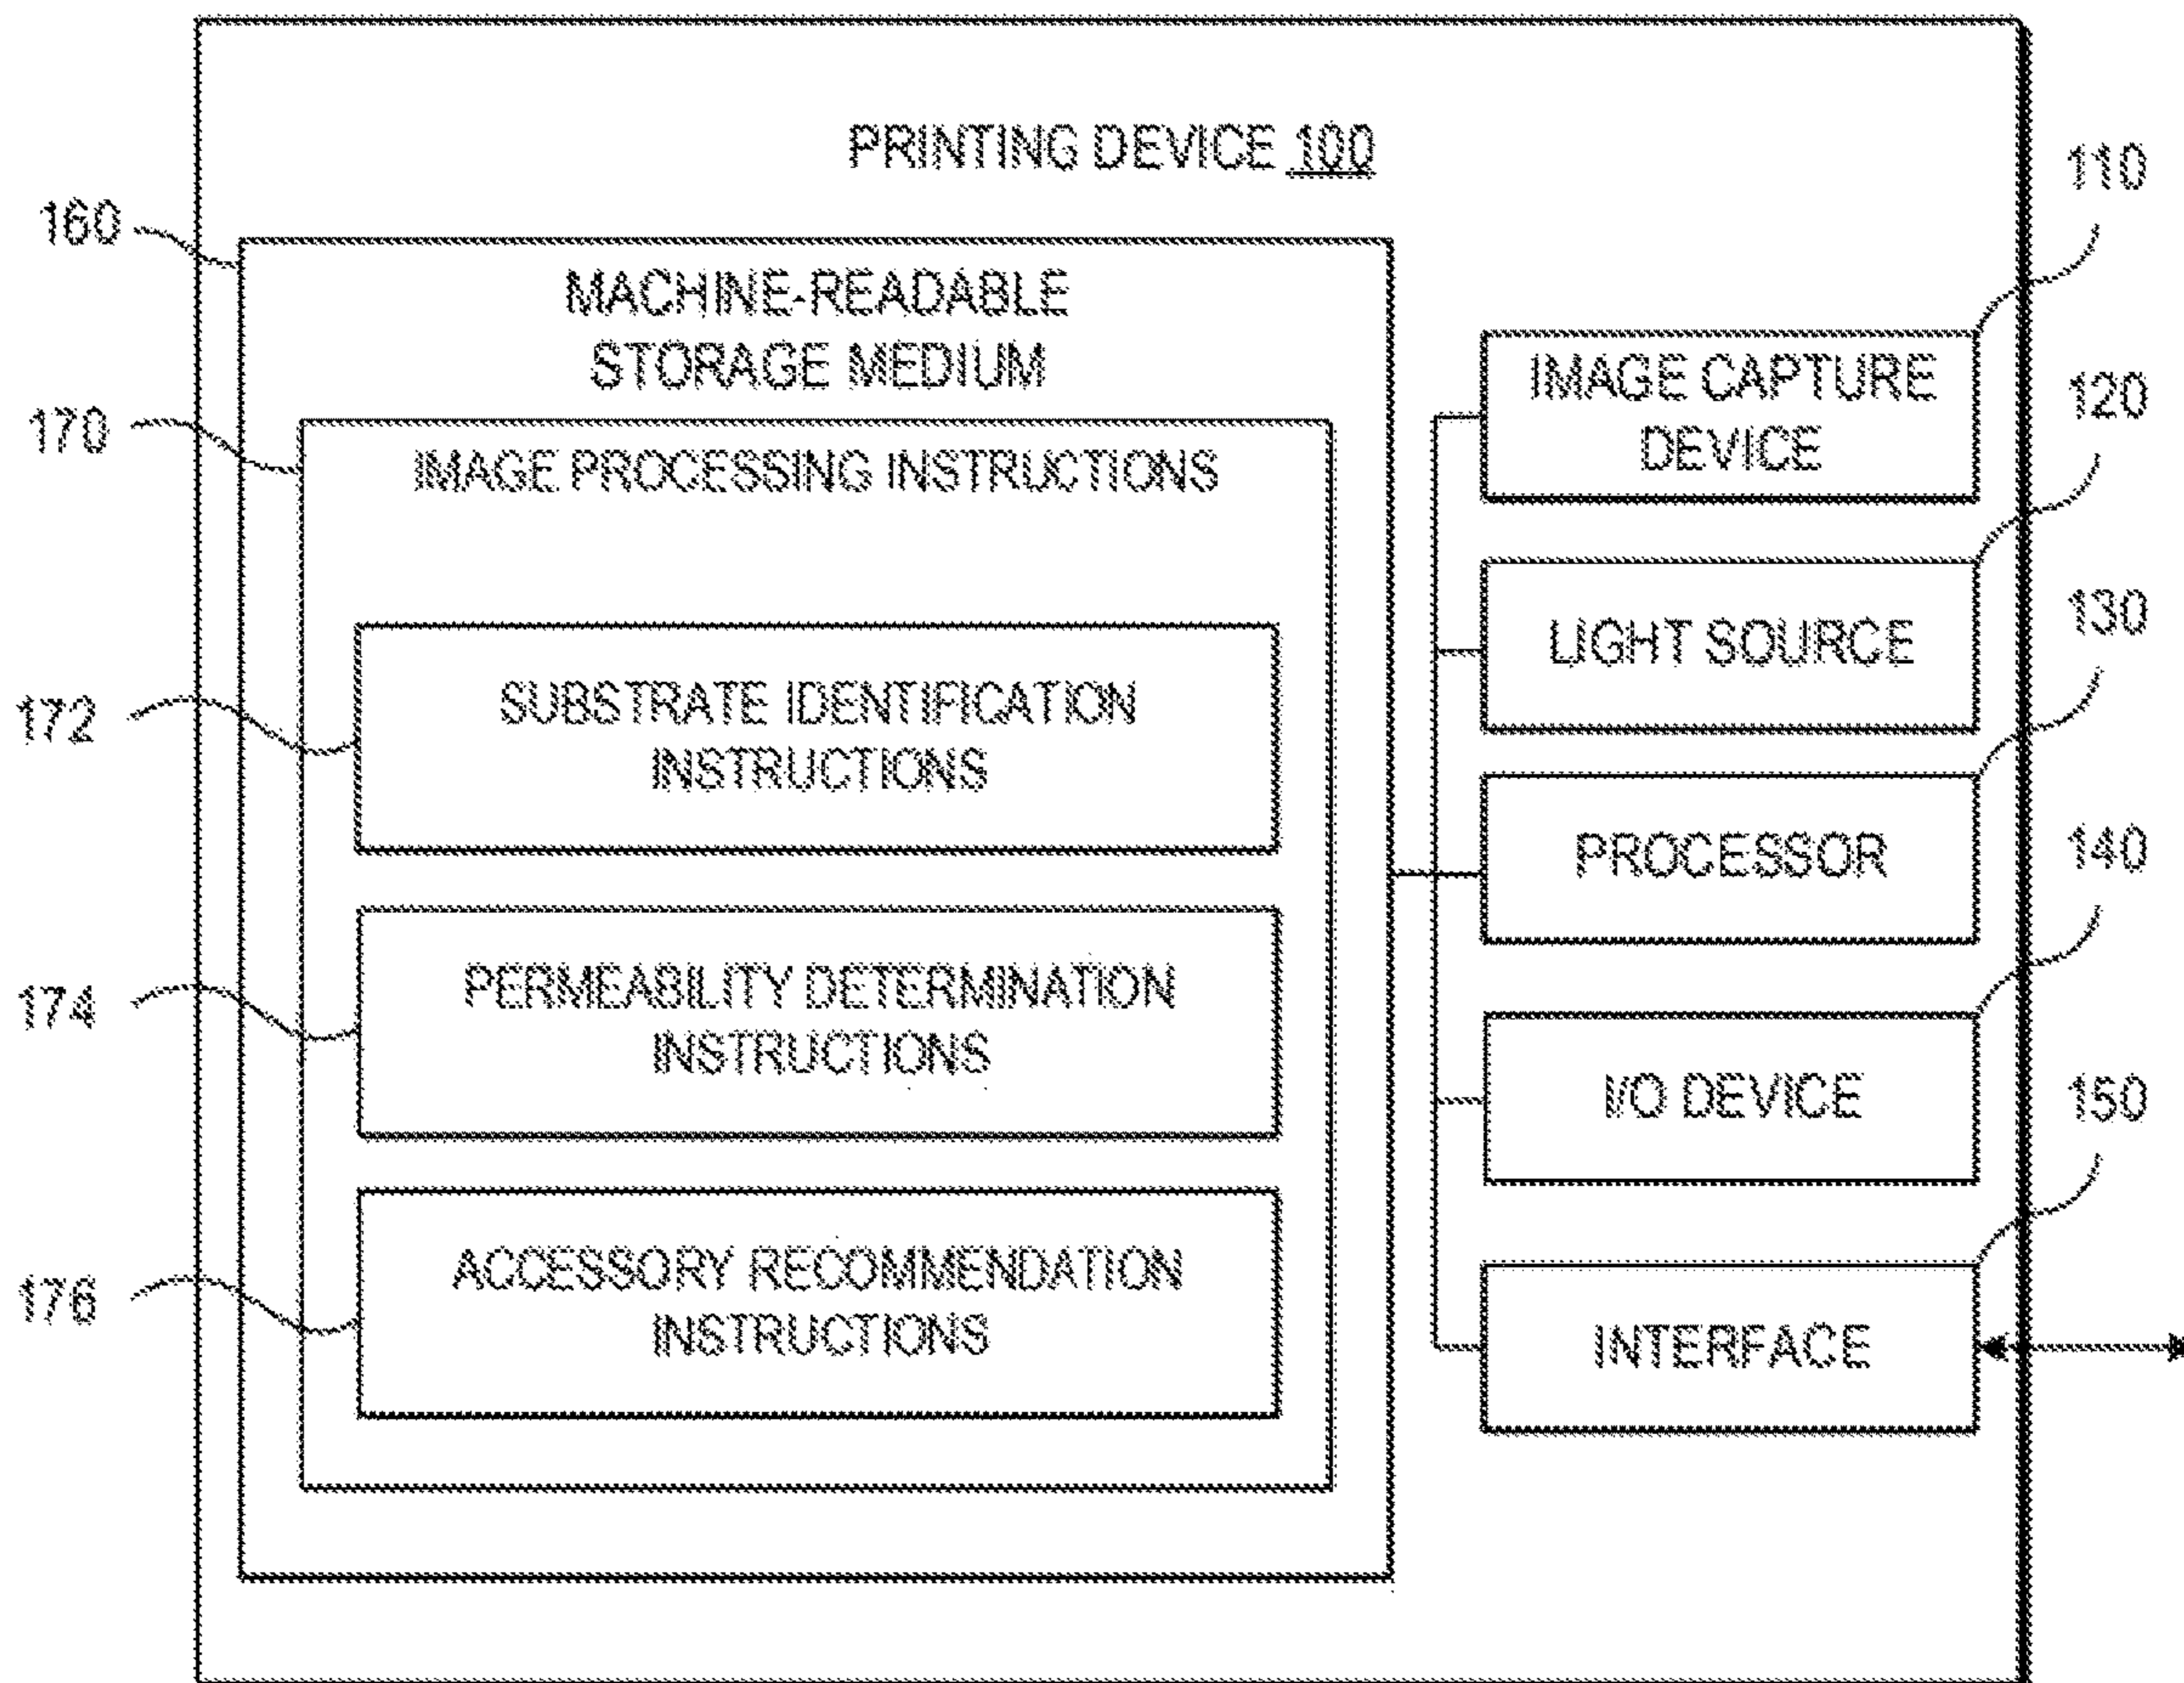 PRINTING DEVICE 100
110
160
MACHINE-READABLE
STORAGE MEDIUM
IMAGE CAPTURE
DEVICE
120
170
IMAGE PROCESSING INSTRUCTIONS
LIGHT SOURCE
130
172
SUBSTRATE IDENTIFICATION
INSTRUCTIONS
PROCESSOR
140
174
PERMEABILITY DETERMINATION
INSTRUCTIONS
I/O DEVICE
150
176
ACCESSORY RECOMMENDATION
INSTRUCTIONS
INTERFACE